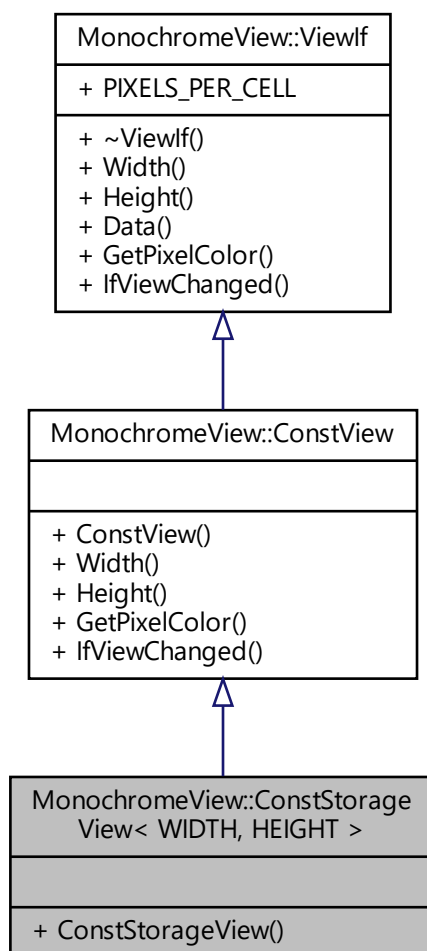 MonochromeView::ViewIf
+ PIXELS_PER_CELL
+ ~ViewIf()
+ Width()
+ Height()
+ Data()
+ GetPixelColor()
+ IfViewChanged()
MonochromeView::ConstView
+ ConstView()
+ Width()
+ Height()
+ GetPixelColor()
+ IfViewChanged()
MonochromeView::ConstStorage
View< WIDTH, HEIGHT >
+ ConstStorageView()